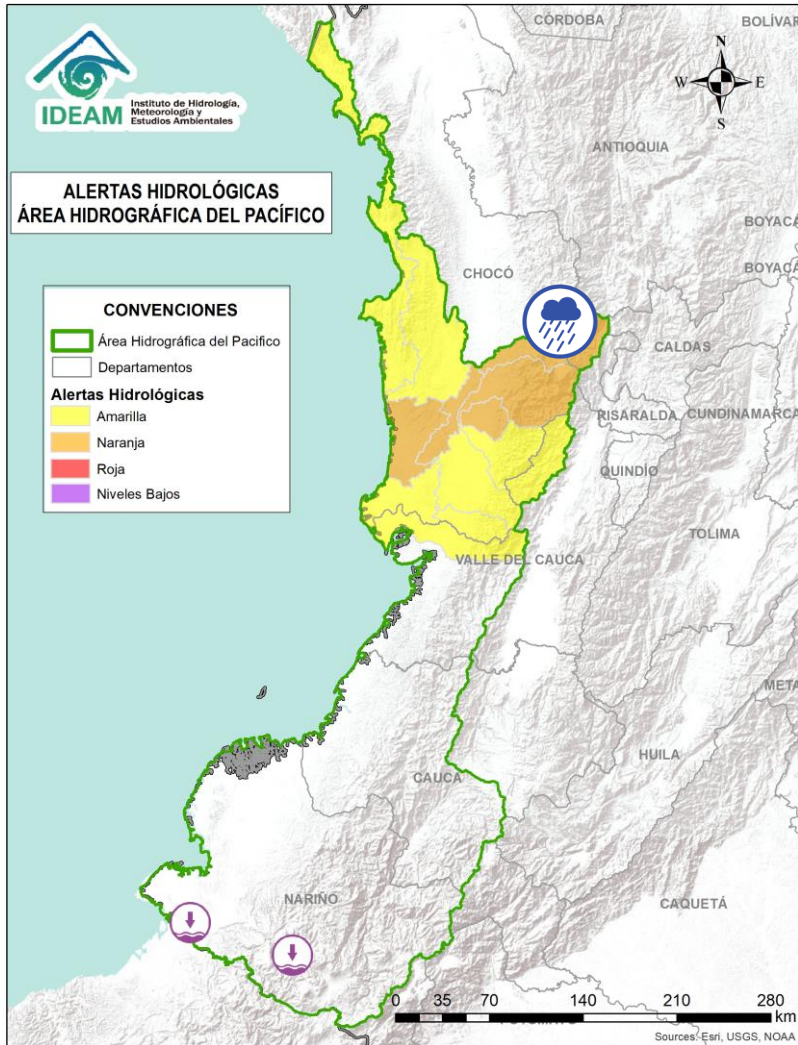 IDEAM
Instituto de Hidrología,
Meteorología y
Estudios Ambientales
ALERTAS HIDROLÓGICAS
ÁREA HIDROGRÁFICA DEL PACÍFICO
CONVENCIONES
Área Hidrográfica del Pacifico
Departamentos
Alertas Hidrológicas
Amarilla
Naranja
Roja
Niveles Bajos
N
W
E
S
CÓRDOBA
BOLÍVAR
ANTIOQUIA
BOYACÁ
BOYACÁ
CHOCÓ
CALDAS
RISARALDA
CUNDINAMARCA
QUINDÍO
TOLIMA
VALLE DEL CAUCA
META
HUILA
CAUCA
NARIÑO
CAQUETÁ
0 35 70 140 210 280
km
Sources: Esri, USGS, NOAA